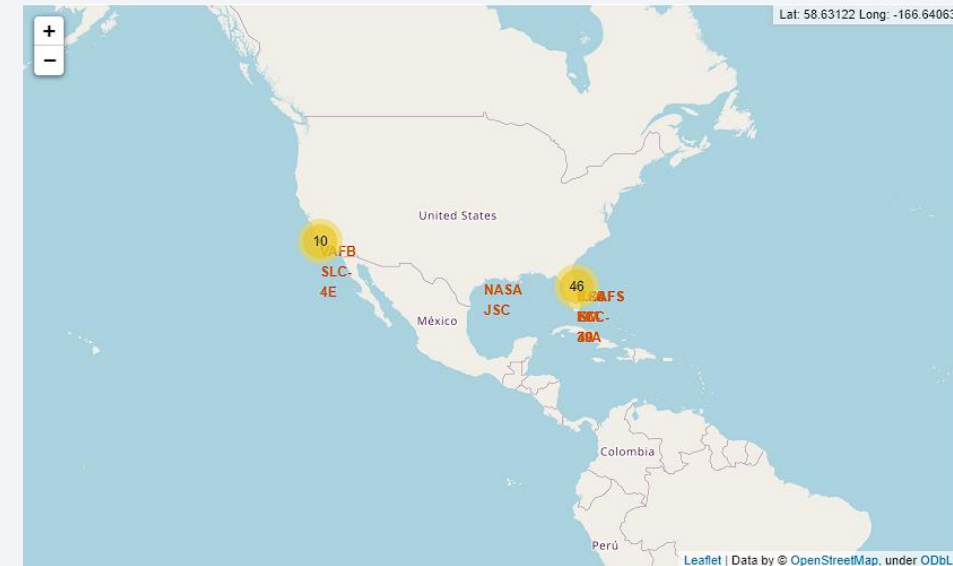 +
Lat: 58.63122 Long: -166.64063
−
United States
10
VAFB
SLC-
4E
46
NASA
JSC
México
Colombia
Perú
Leaflet | Data by © OpenStreetMap, under ODbL